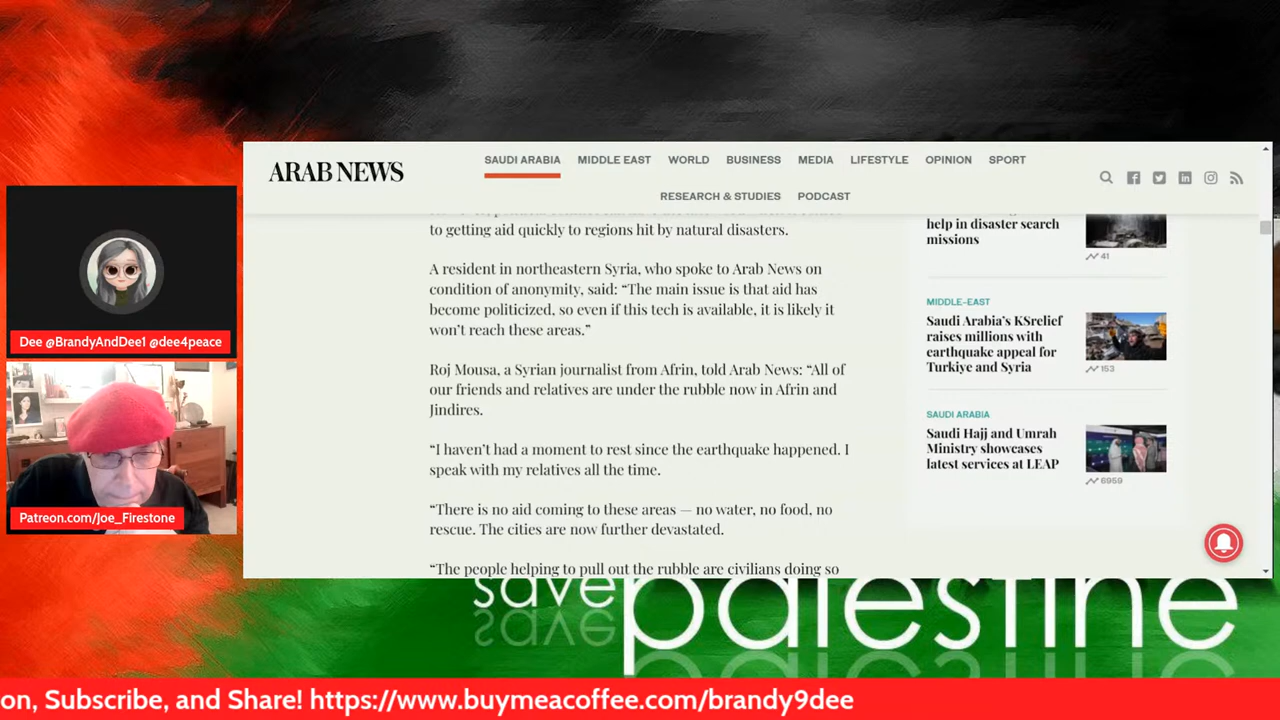 ARAB NEWS
SAUDI ARABIA MIDDLE EAST WORLD BUSINESS MEDIA LIFESTYLE OPINION SPORT
RESEARCH & STUDIES PODCAST
to getting aid quickly to regions hit by natural disasters.
A resident in northeastern Syria, who spoke to Arab News on
condition of anonymity, said: “The main issue is that aid has
become politicized, so even if this tech is available, it is likely it
won’t reach these areas.”
Roj Mousa, a Syrian journalist from Afrin, told Arab News: “All of
our friends and relatives are under the rubble now in Afrin and
Jindires.
“I haven’t had a moment to rest since the earthquake happened. I
speak with my relatives all the time.
“There is no aid coming to these areas — no water, no food, no
rescue. The cities are now further devastated.
“The people helping to pull out the rubble are civilians doing so
help in disaster search
missions
41
MIDDLE-EAST
Saudi Arabia’s KSrelief
raises millions with
earthquake appeal for
Turkiye and Syria
153
SAUDI ARABIA
Saudi Hajj and Umrah
Ministry showcases
latest services at LEAP
6959
Dee @BrandyAndDee1 @dee4peace
Patreon.com/Joe_Firestone
save palestine
on, Subscribe, and Share! https://www.buymeacoffee.com/brandy9dee